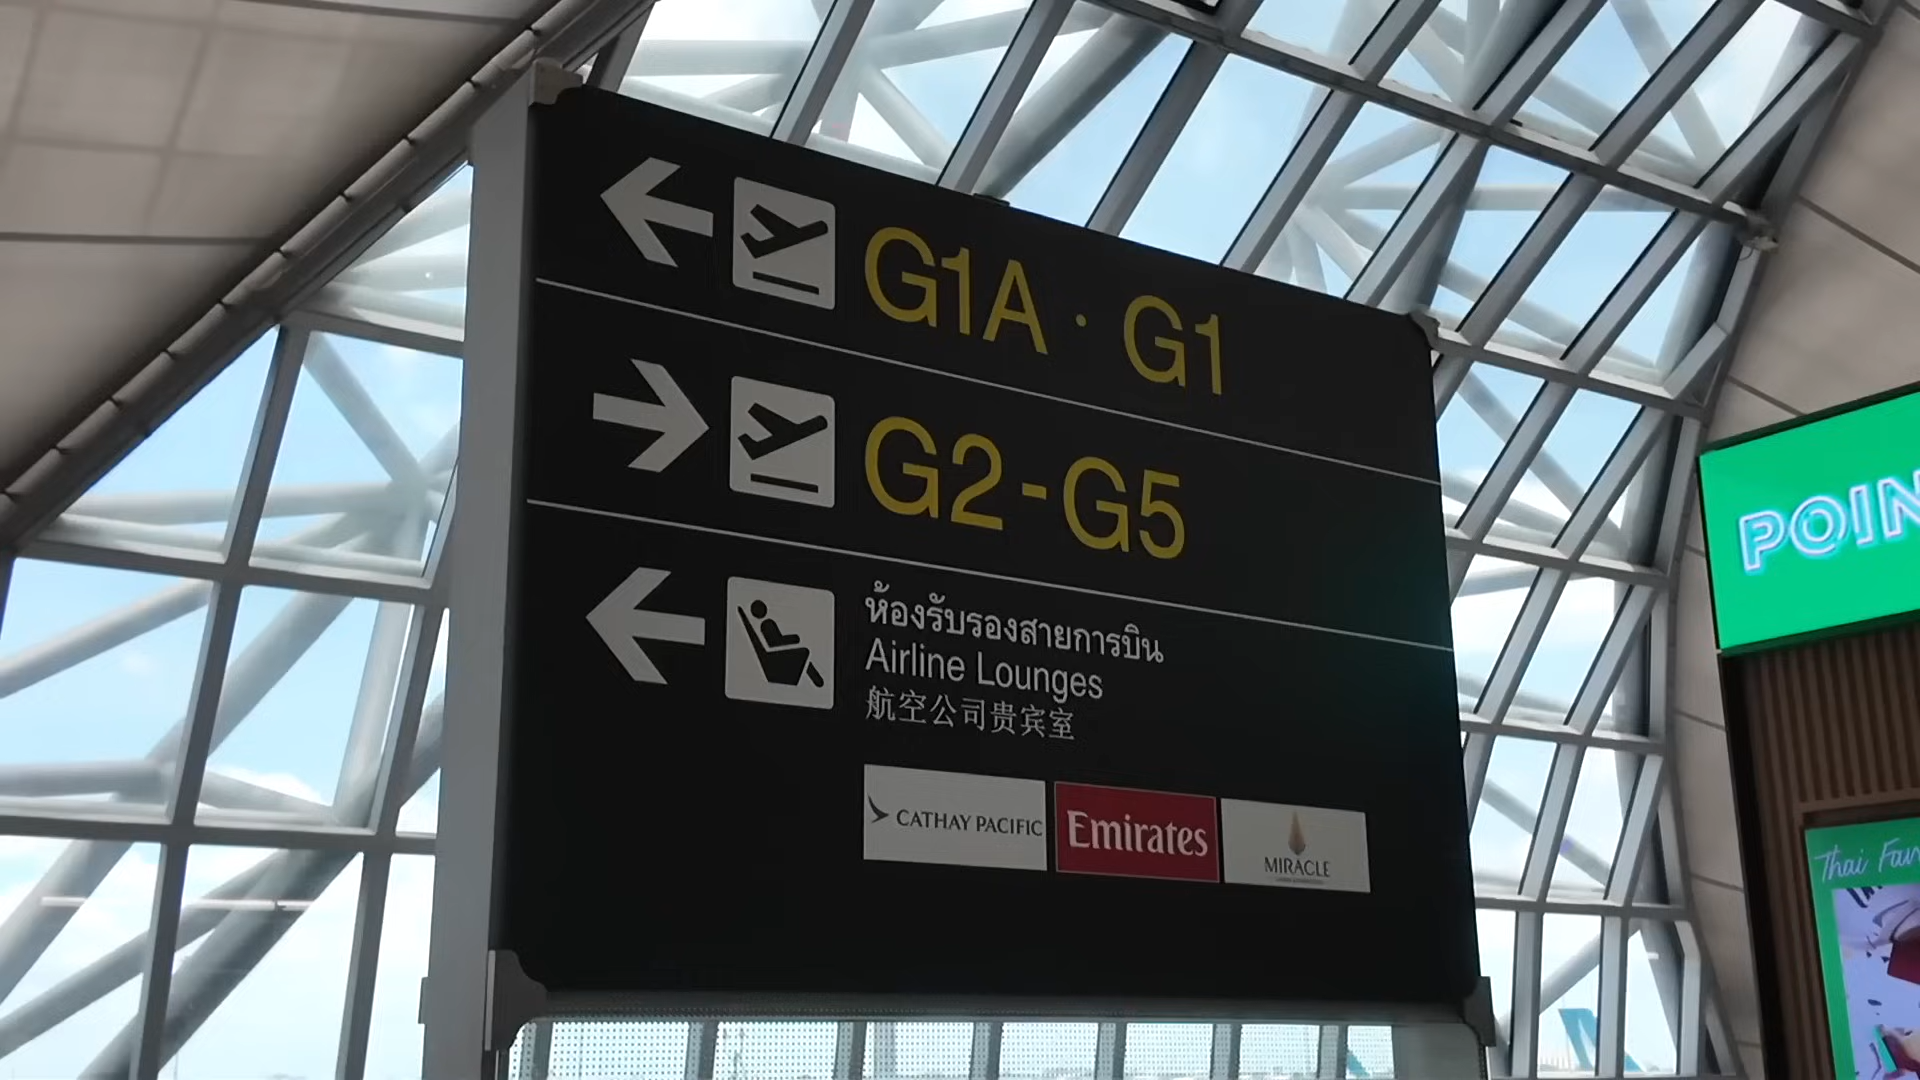 G1A · G1
G2 - G5
ห้องรับรองสายการบิน
Airline Lounges
航空公司贵宾室
CATHAY PACIFIC
Emirates
MIRACLE
POIN
Thai Fav